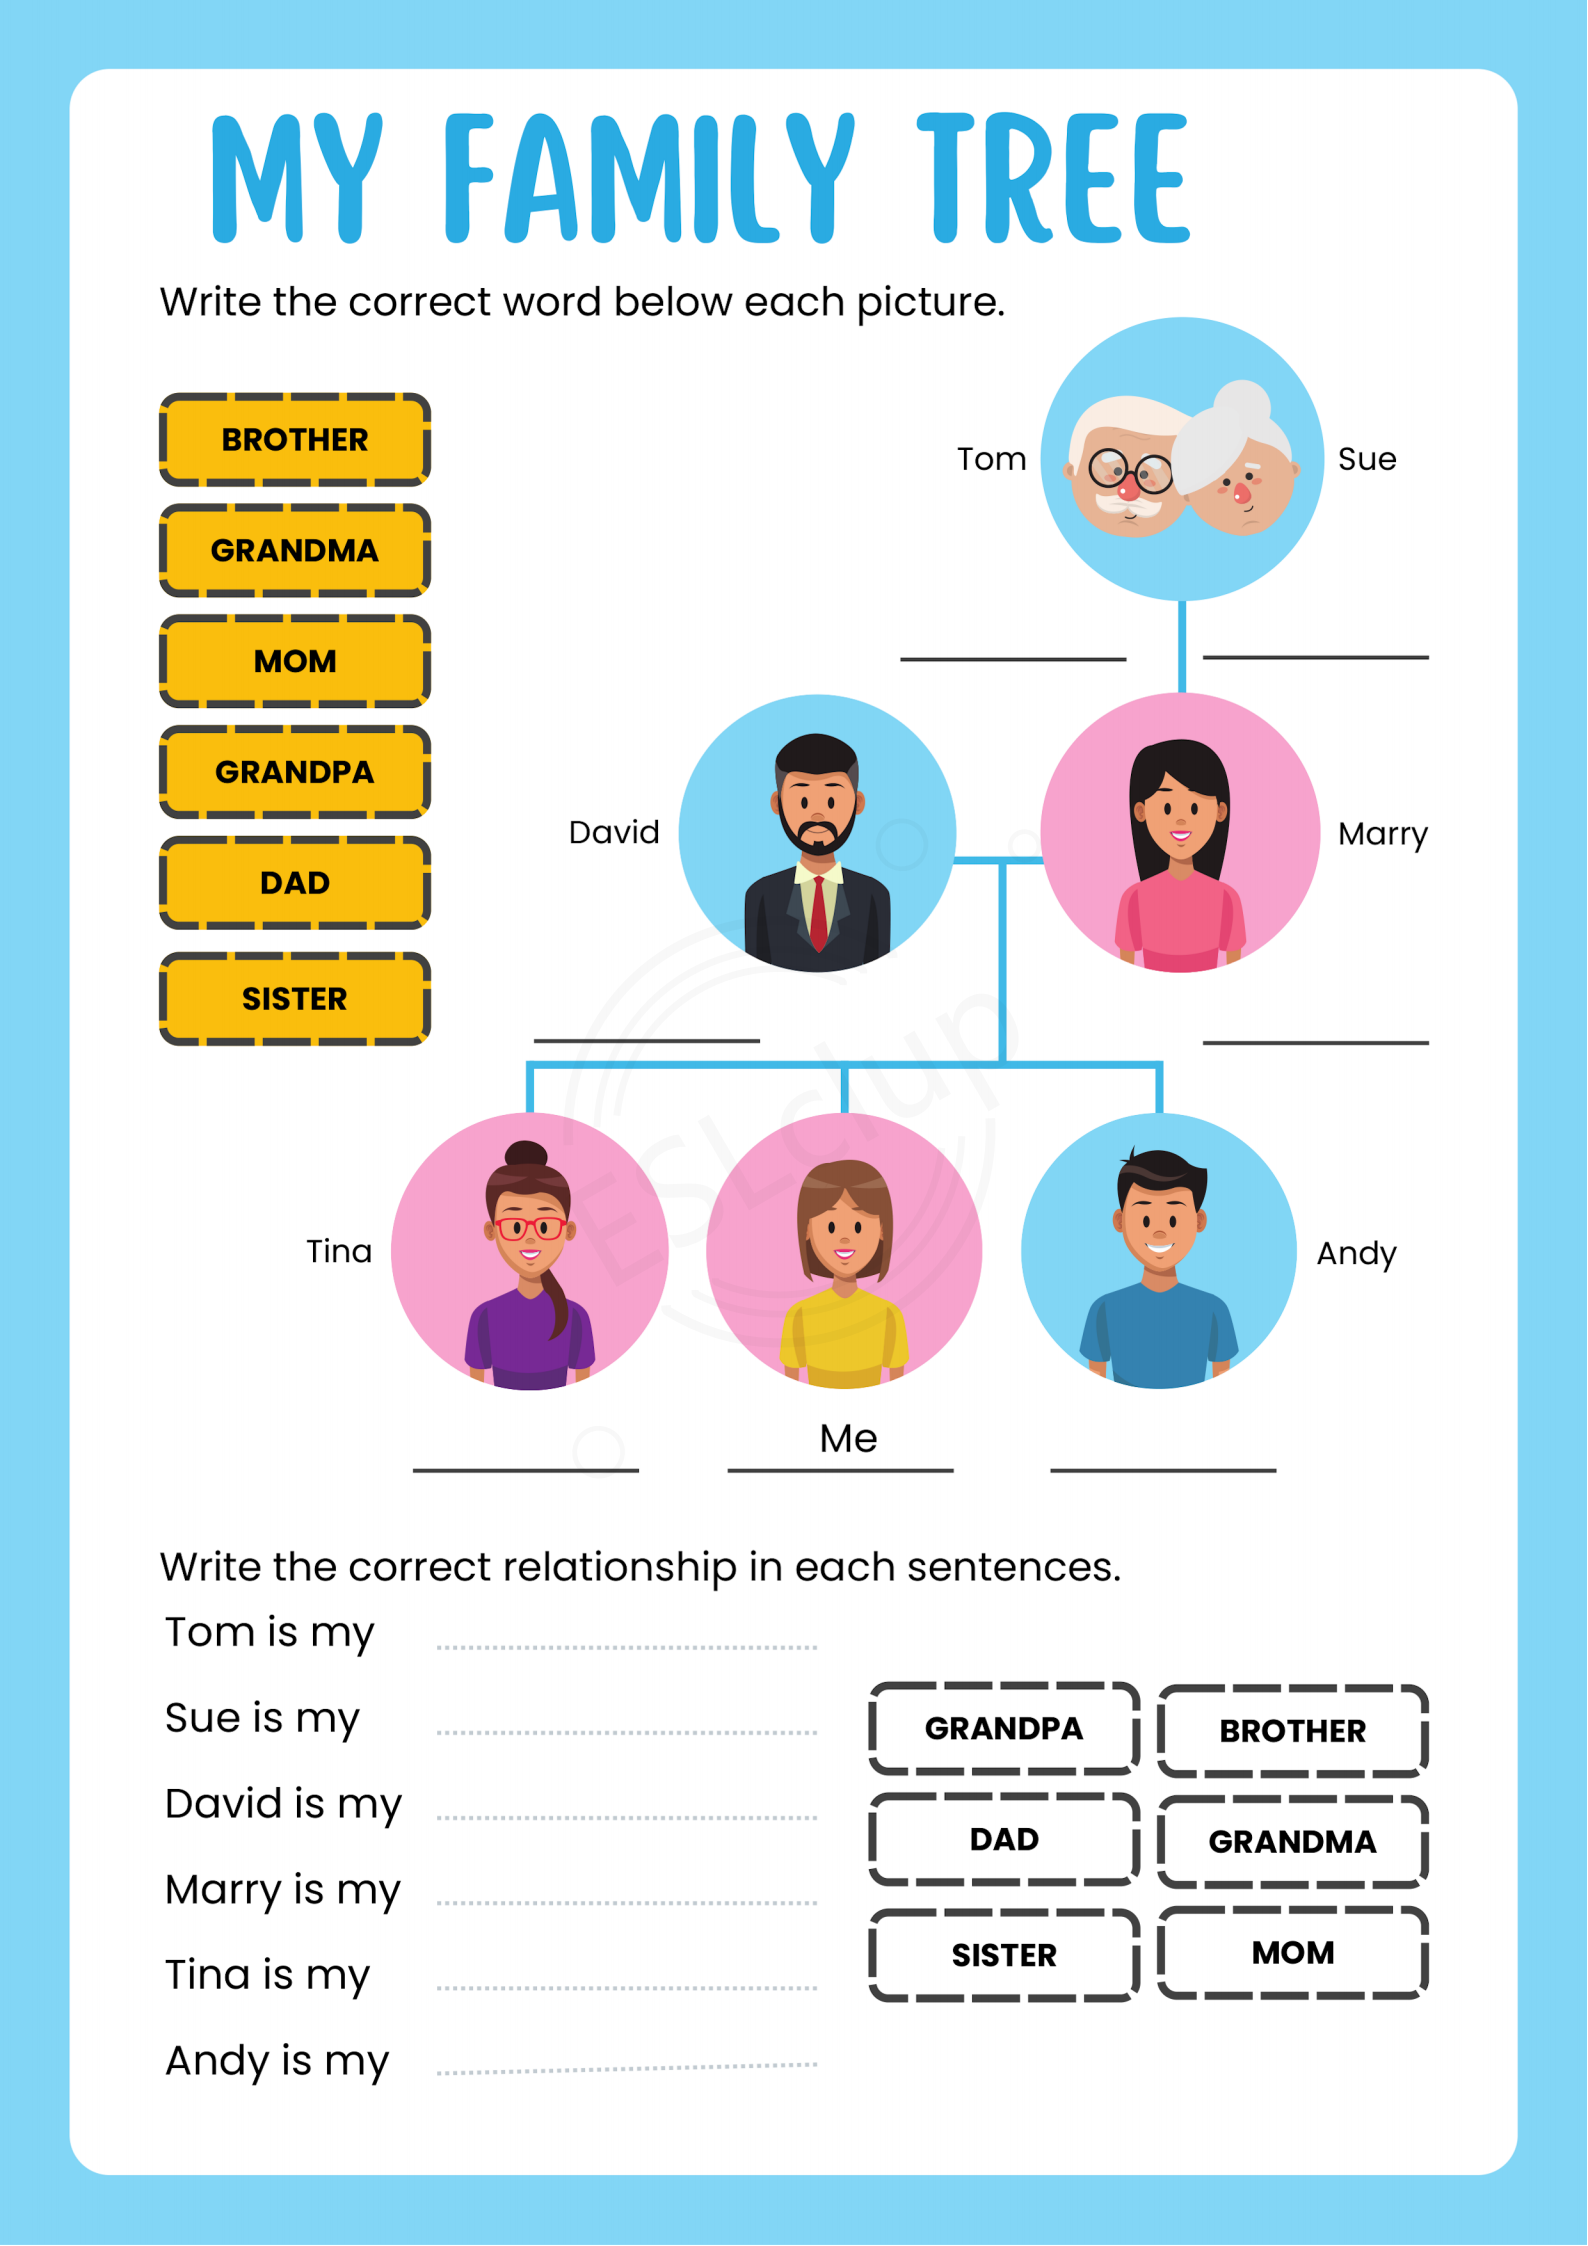 MY FAMILY TREE
Write the correct word below each picture.
BROTHER
GRANDMA
MOM
GRANDPA
DAD
SISTER
Tom
Sue
David
Marry
Tina
Andy
Me
ESLclup
Write the correct relationship in each sentences.
Tom is my
Sue is my
David is my
Marry is my
Tina is my
Andy is my
GRANDPA
BROTHER
DAD
GRANDMA
SISTER
MOM